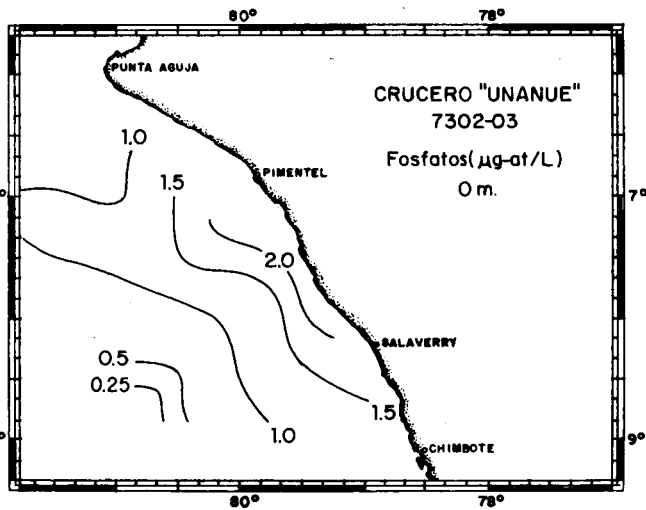 80° 78°
PUNTA AGUJA
CRUCERO "UNANUE"
7302-03
Fosfatos(µg-at/L)
0 m.
1.0
PIMENTEL
1.5
7°
2.0
SALAVERRY
0.5
0.25
1.5
1.0
9°
CHIMBOTE
80° 78°